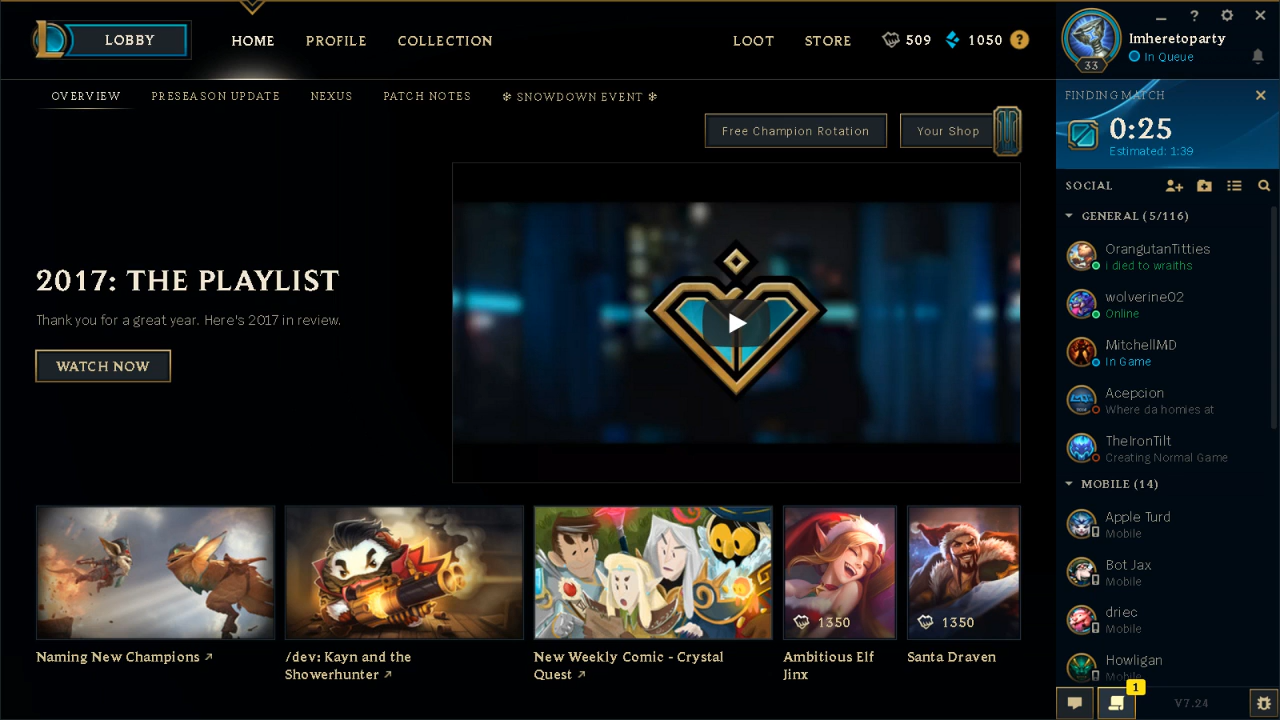 LOBBY
HOME
PROFILE
COLLECTION
LOOT
STORE
509
1050
?
?
Imheretoparty
33
In Queue
OVERVIEW
PRESEASON UPDATE
NEXUS
PATCH NOTES
SNOWDOWN EVENT
FINDING MATCH
0:25
Estimated: 1:39
Free Champion Rotation
Your Shop
2017: THE PLAYLIST
Thank you for a great year. Here's 2017 in review.
WATCH NOW
1350
1350
Naming New Champions
/dev: Kayn and the
Showerhunter
New Weekly Comic - Crystal
Quest
Ambitious Elf
Jinx
Santa Draven
SOCIAL
GENERAL (5/116)
OrangutanTitties
i died to wraiths
wolverine02
Online
MitchellMD
In Game
Acepcion
Where da homies at
TheIronTilt
Creating Normal Game
MOBILE (14)
Apple Turd
Mobile
Bot Jax
Mobile
driec
Mobile
Howligan
Mobile
1
V7.24